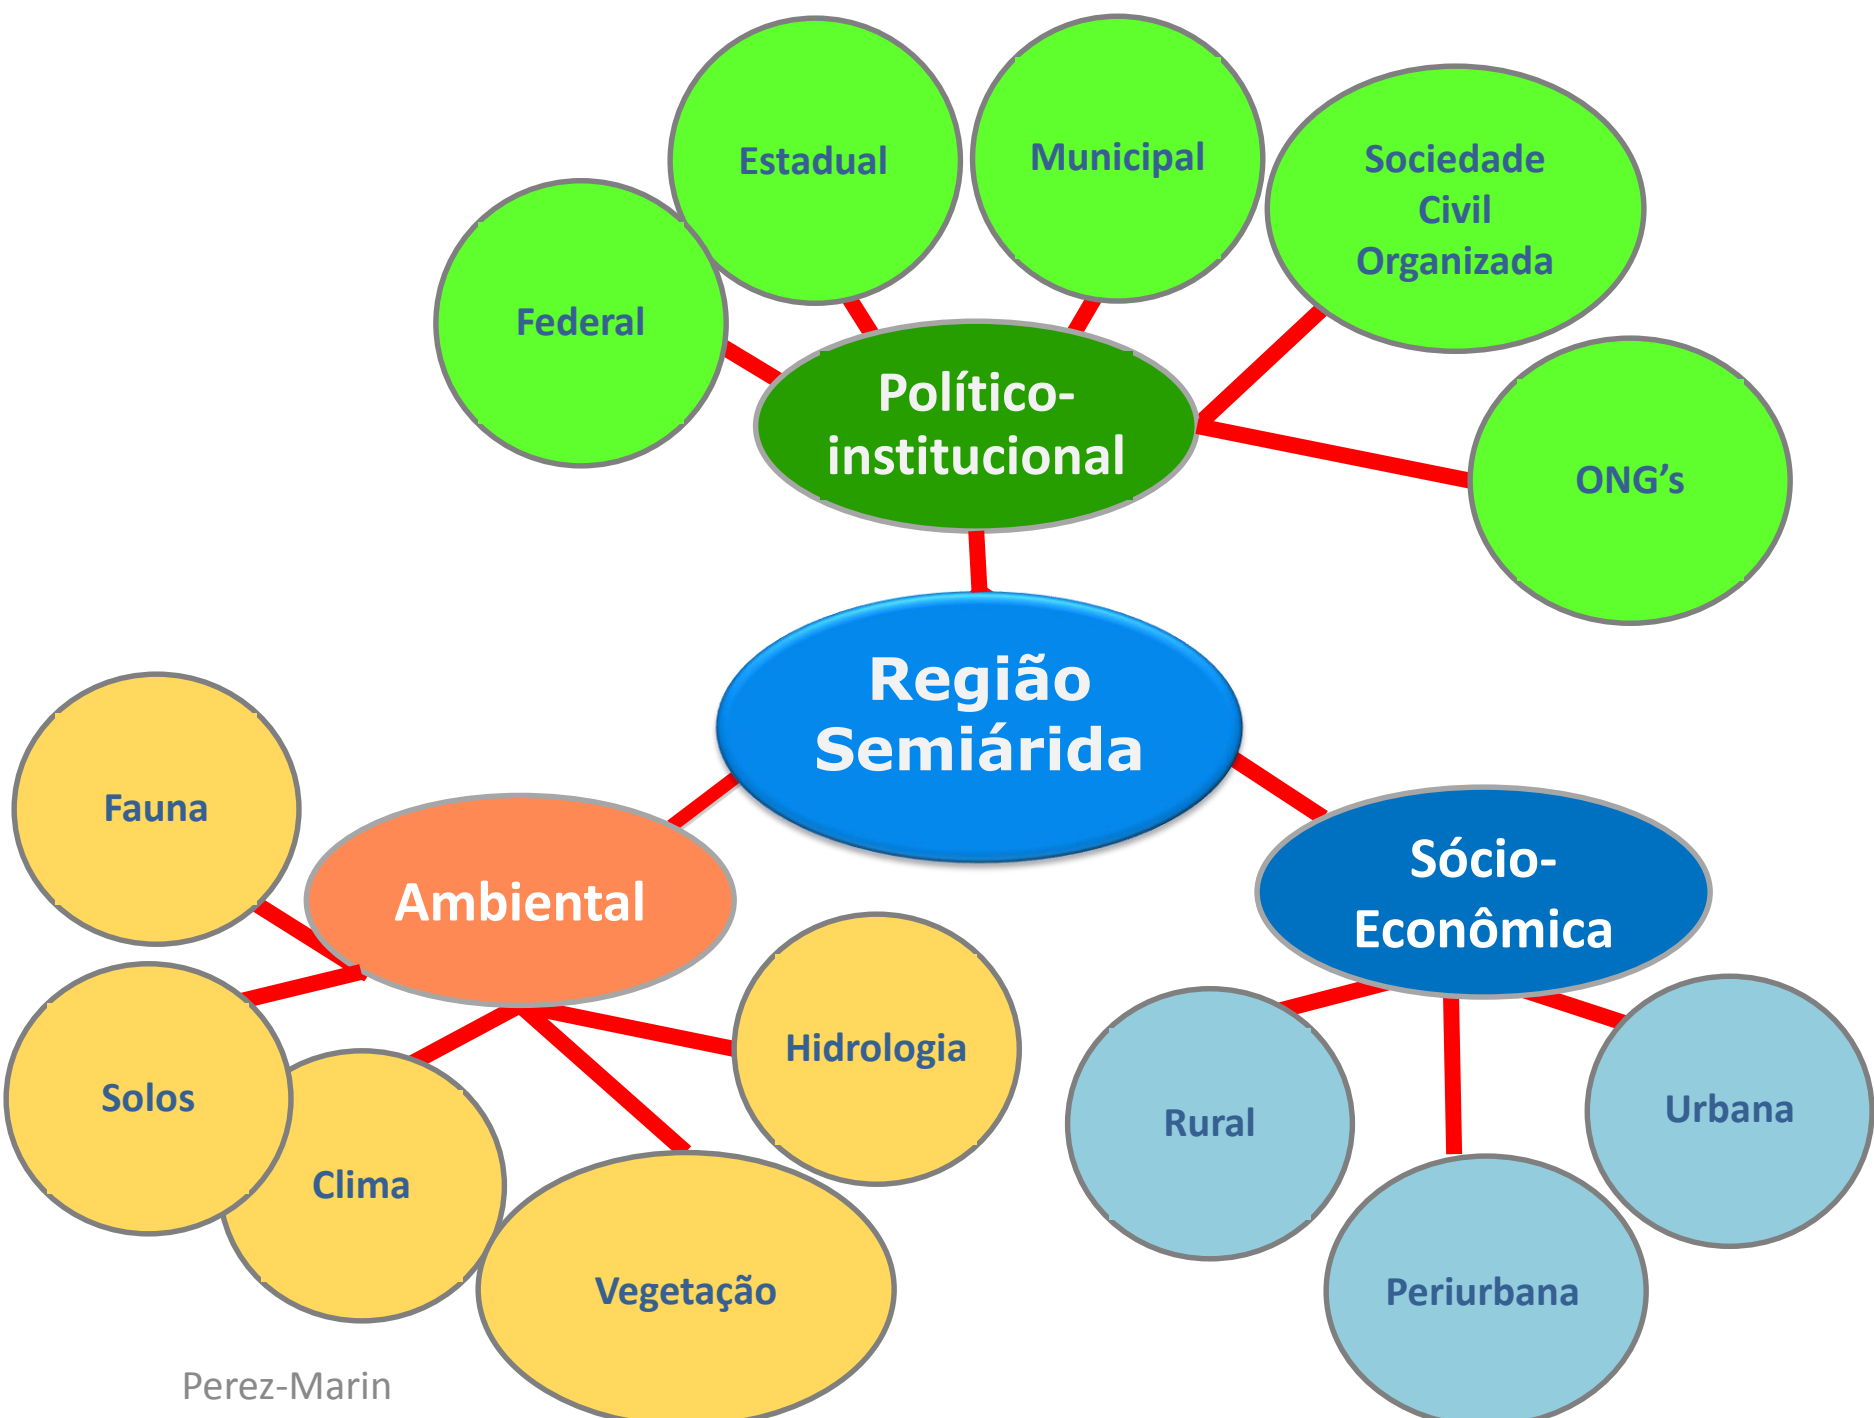 Estadual
Municipal
Sociedade
Civil
Organizada
Federal
Político-
institucional
ONG’s
Região
Semiárida
Fauna
Ambiental
Sócio-
Econômica
Hidrologia
Solos
Clima
Vegetação
Rural
Urbana
Periurbana
Perez-Marin